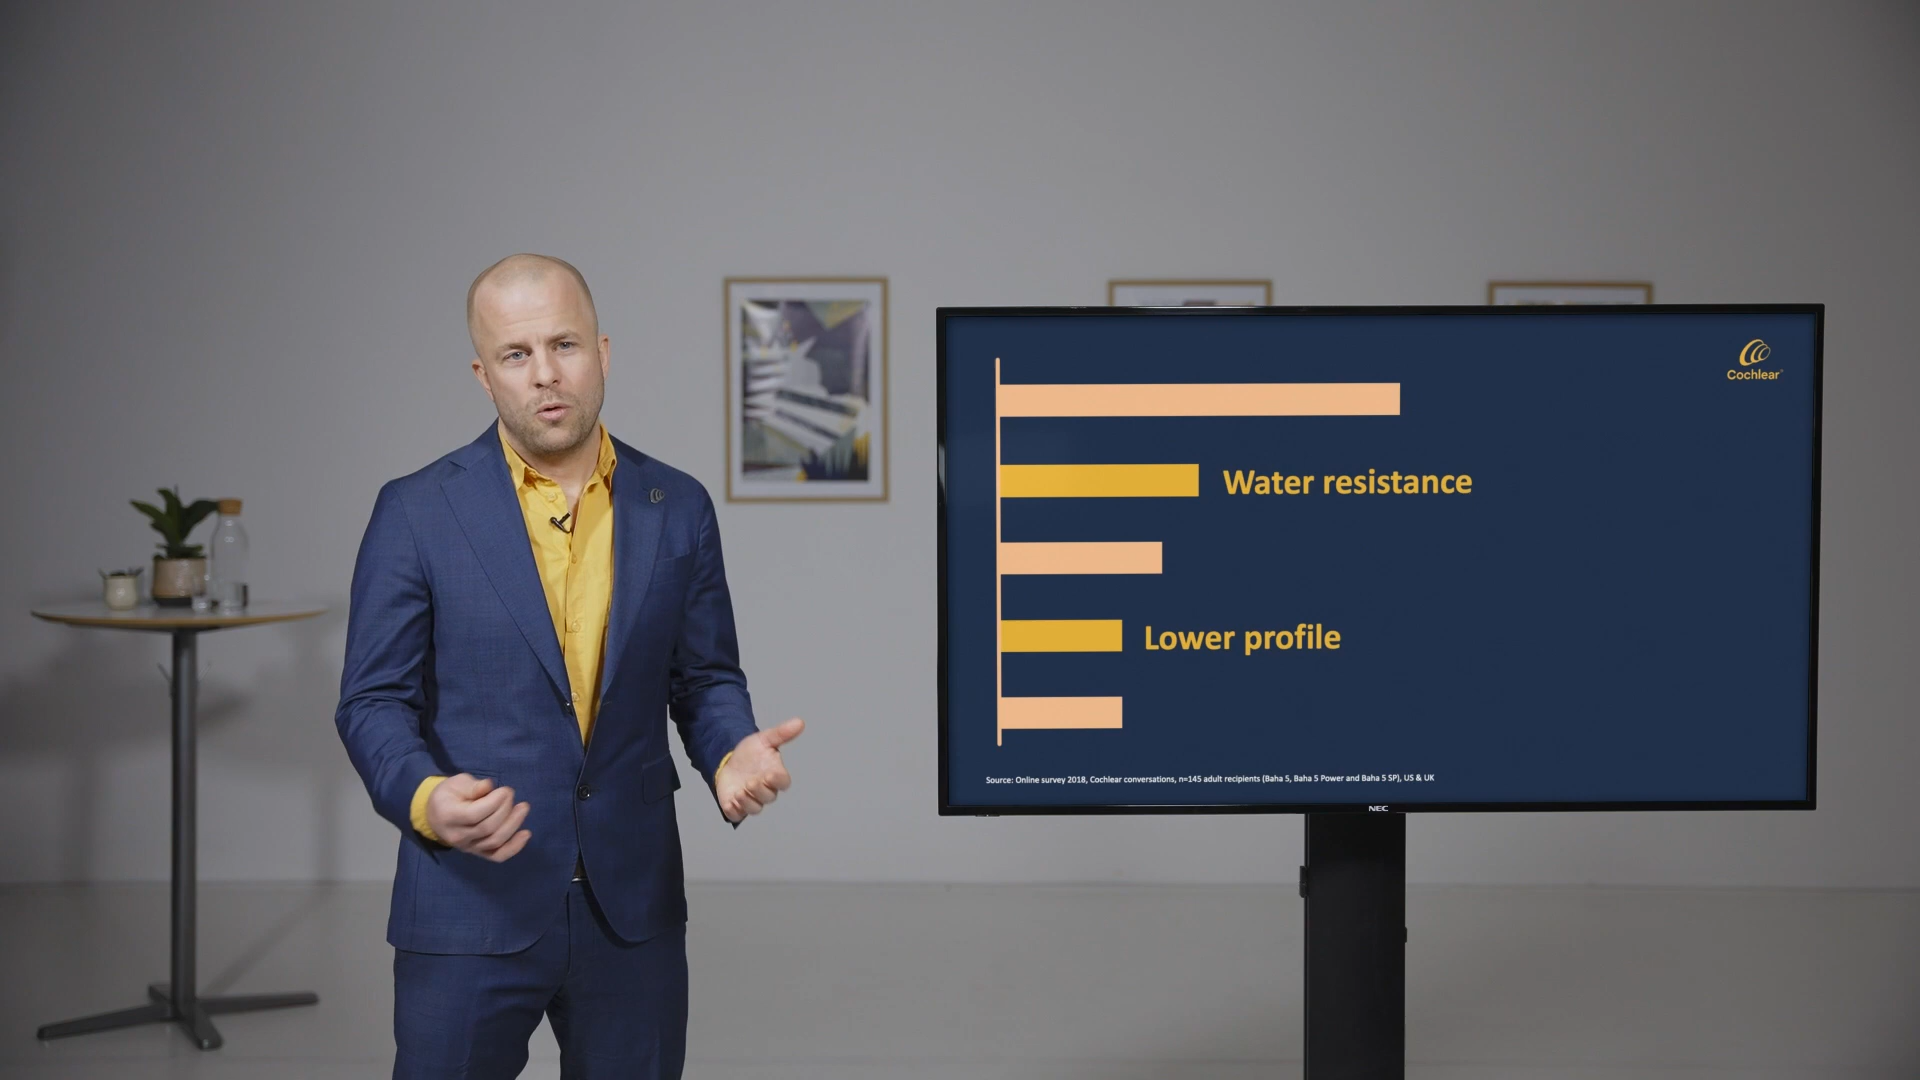 Cochlear
Water resistance
Lower profile
Source: Online survey 2018, Cochlear conversations, n=145 adult recipients (Baha 5, Baha 5 Power and Baha 5 SP), US & UK
NEC